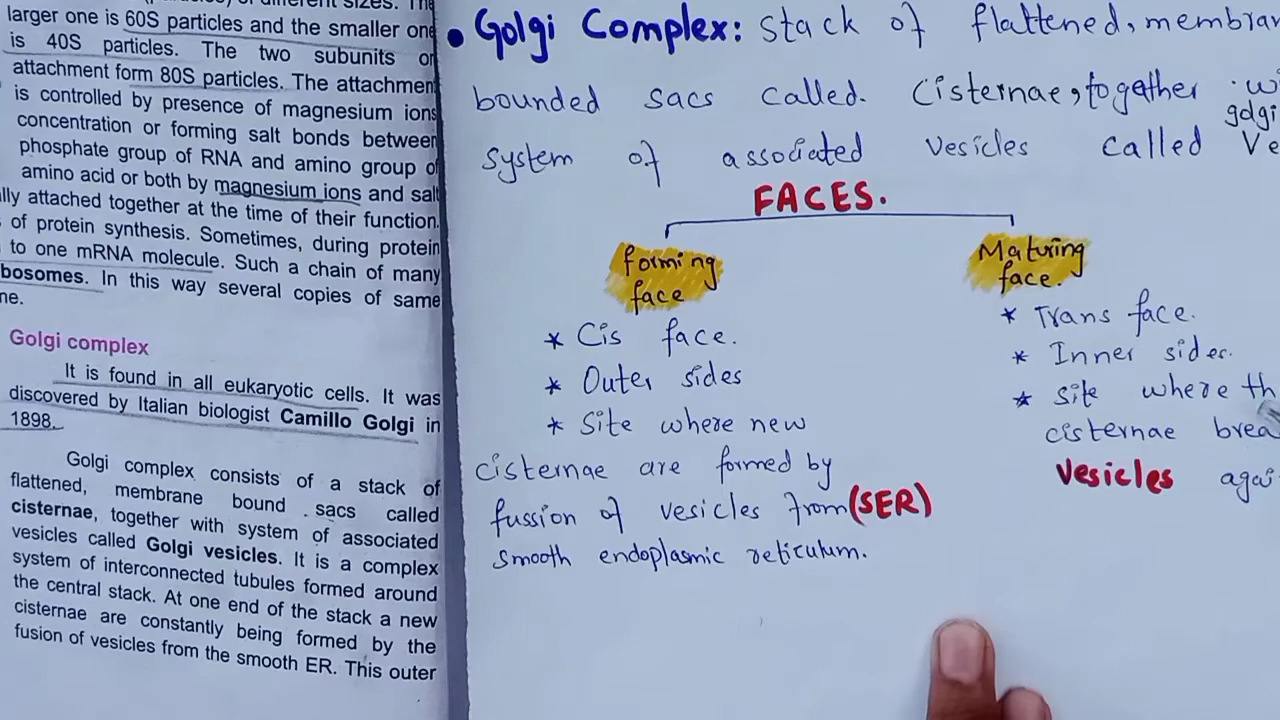 of different sizes. The
larger one is 60S particles and the smaller one
is 40S particles. The two subunits on
attachment form 80S particles. The attachment
is controlled by presence of magnesium ions
concentration or forming salt bonds between
phosphate group of RNA and amino group of
amino acid or both by magnesium ions and salt
lly attached together at the time of their function.
of protein synthesis. Sometimes, during protein
to one mRNA molecule. Such a chain of many
bosomes. In this way several copies of same
ne.
Golgi complex
It is found in all eukaryotic cells. It was
discovered by Italian biologist Camillo Golgi in
1898.
Golgi complex consists of a stack of
flattened, membrane bound sacs called
cisternae, together with system of associated
vesicles called Golgi vesicles. It is a complex
system of interconnected tubules formed around
the central stack. At one end of the stack a new
cisternae are constantly being formed by the
fusion of vesicles from the smooth ER. This outer
• Golgi Complex: Stack of flattened, membran
bounded sacs called. Cisternae, together wi
golgi
system of associated vesicles called Ve
FACES.
forming
face
* Cis face.
* Outer sides
* Site where new
cisternae are formed by
fussion of vesicles from (SER)
smooth endoplasmic reticulum.
Maturing
face.
* Trans face.
* Inner sides.
* Site where th
cisternae brea
vesicles agai